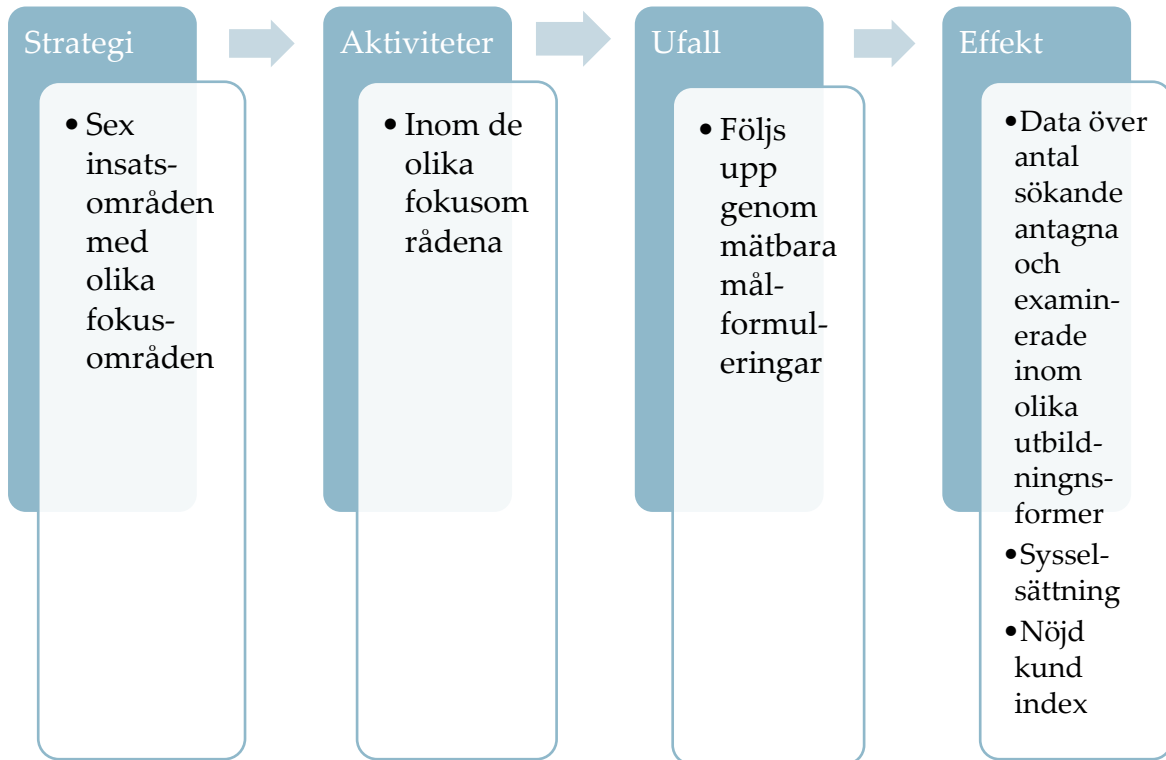 Strategi
• Sex
insats-
områden
med
olika
fokus-
områden
Aktiviteter
• Inom de
olika
fokusom
rådena
Ufall
• Följs
upp
genom
mätbara
mål-
formul-
eringar
Effekt
•Data över
antal
sökande
antagna
och
examin-
erade
inom
olika
utbild-
ningns-
former
•Syssel-
sättning
•Nöjd
kund
index